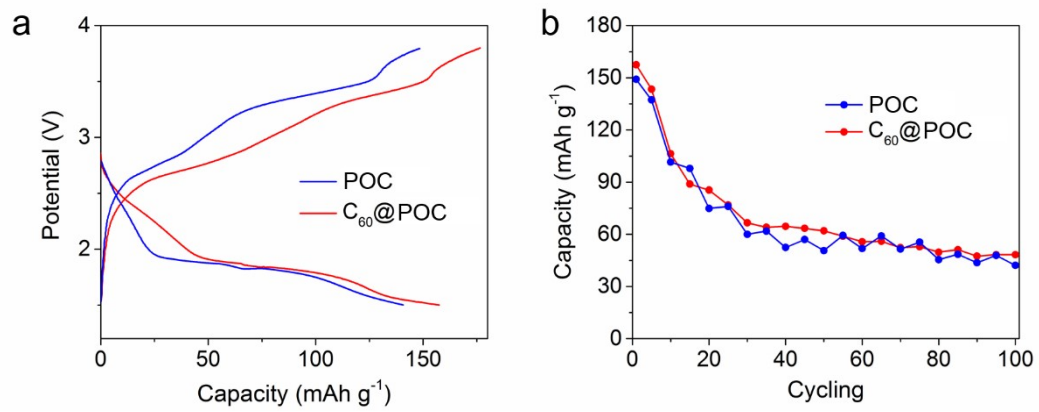 a
4
3
2
Potential (V)
POC
C₆₀@POC
0
50
100
150
Capacity (mAh g⁻¹)
b
180
150
120
90
60
30
0
Capacity (mAh g⁻¹)
POC
C₆₀@POC
0
20
40
60
80
100
Cycling